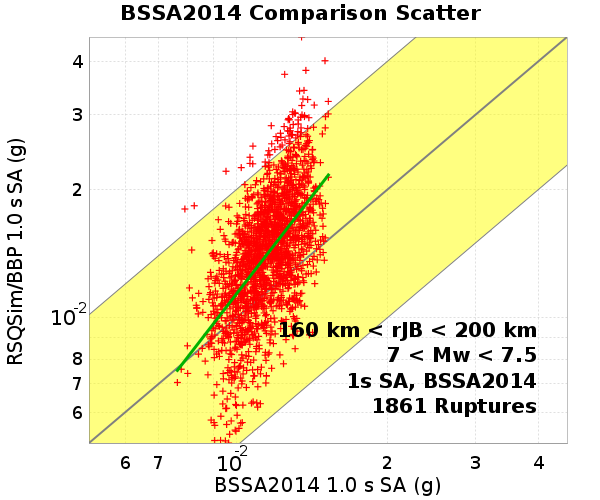 BSSA2014 Comparison Scatter
RSQSim/BBP 1.0 s SA (g)
4
3
2
10-2
8
7
6
160 km < rJB < 200 km
7 < Mw < 7.5
1s SA, BSSA2014
1861 Ruptures
6 7 10-2 2 3 4
BSSA2014 1.0 s SA (g)